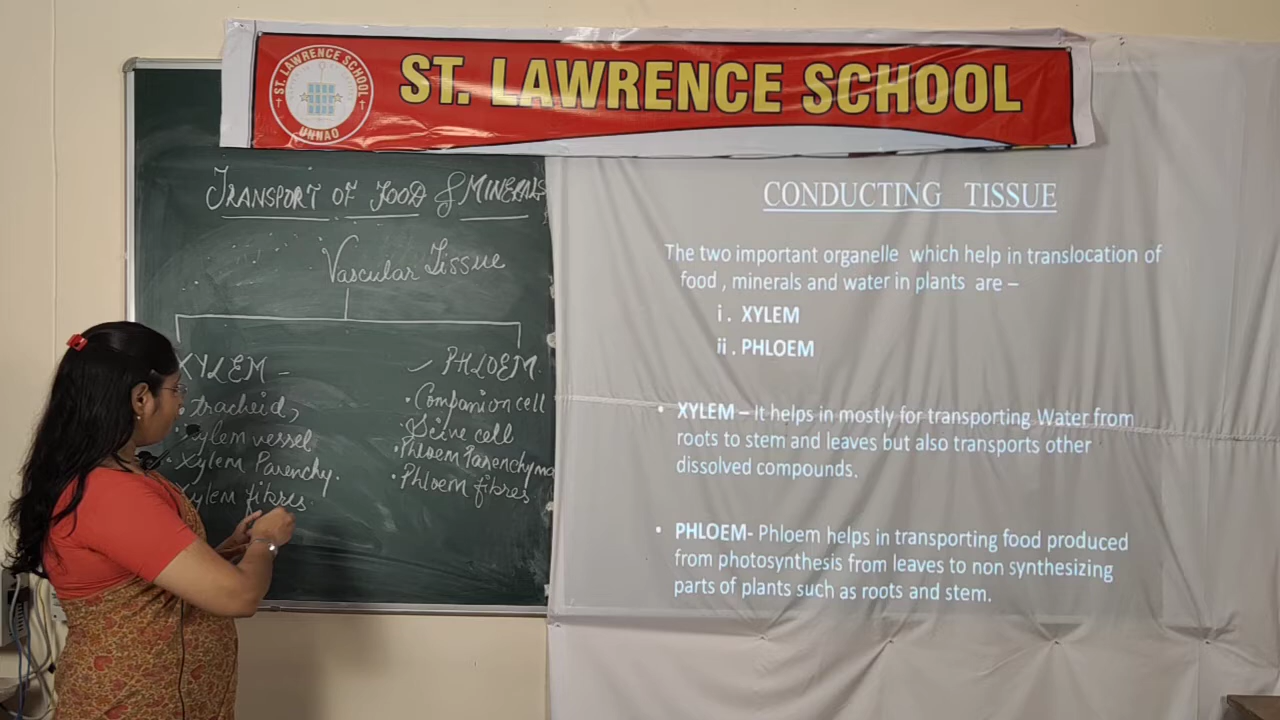 ST. LAWRENCE SCHOOL
ST. LAWRENCE SCHOOL
UNNAO
TRANSPORT OF FOOD & MINERALS
Vascular Tissue
XYLEM -
• tracheid,
• Xylem vessel
• Xylem Parenchy.
Xylem fibres.
✓ PHLOEM.
• Companion cell
• Seive cell
• Phloem Parenchyma
• Phloem fibres
CONDUCTING TISSUE
The two important organelle which help in translocation of
food , minerals and water in plants are –
i . XYLEM
ii . PHLOEM
• XYLEM – It helps in mostly for transporting Water from
roots to stem and leaves but also transports other
dissolved compounds.
• PHLOEM- Phloem helps in transporting food produced
from photosynthesis from leaves to non synthesizing
parts of plants such as roots and stem.